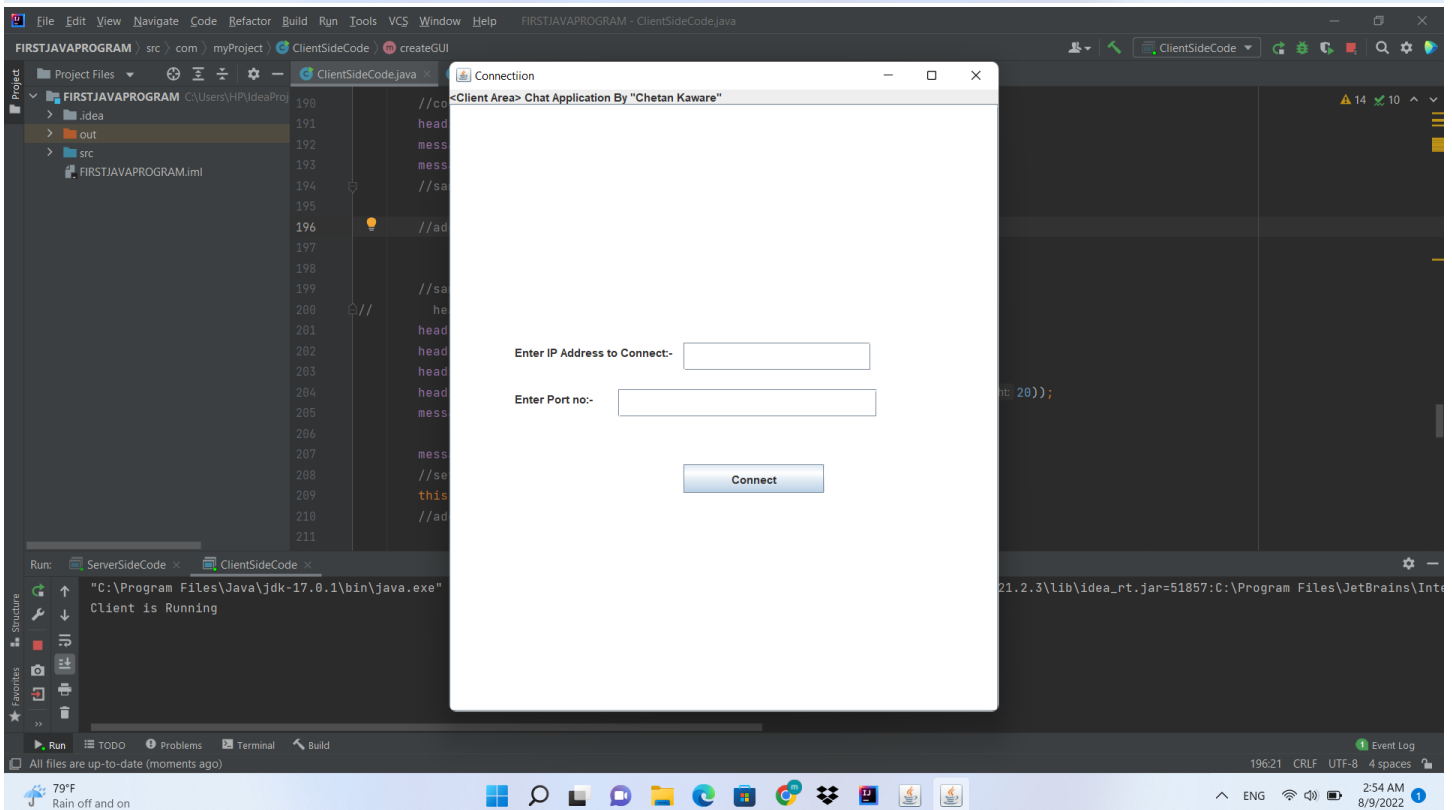 File Edit View Navigate Code Refactor Build Run Tools VCS Window Help FIRSTJAVAPROGRAM - ClientSideCode.java
FIRSTJAVAPROGRAM src com myProject ClientSideCode createGUI ClientSideCode
Project
Project Files ClientSideCode.java
FIRSTJAVAPROGRAM C:\Users\HP\IdeaProj
.idea
out
src
FIRSTJAVAPROGRAM.iml
14 10
190 //co
191 head
192 mess
193 mess
194 //sa
195
196 //ad
197
198
199 //sa
200 // he
201 head
202 head
203 head
204 head ht: 20));
205 mess
206
207 mess
208 //se
209 this
210 //ad
211
Connectiion
<Client Area> Chat Application By "Chetan Kaware"
Enter IP Address to Connect:-
Enter Port no:-
Connect
Run: ServerSideCode ClientSideCode
"C:\Program Files\Java\jdk-17.0.1\bin\java.exe" 21.2.3\lib\idea_rt.jar=51857:C:\Program Files\JetBrains\Inte
Client is Running
Structure
Favorites
Run TODO Problems Terminal Build 1 Event Log
All files are up-to-date (moments ago) 196:21 CRLF UTF-8 4 spaces
79°F
Rain off and on
ENG
2:54 AM
8/9/2022
1